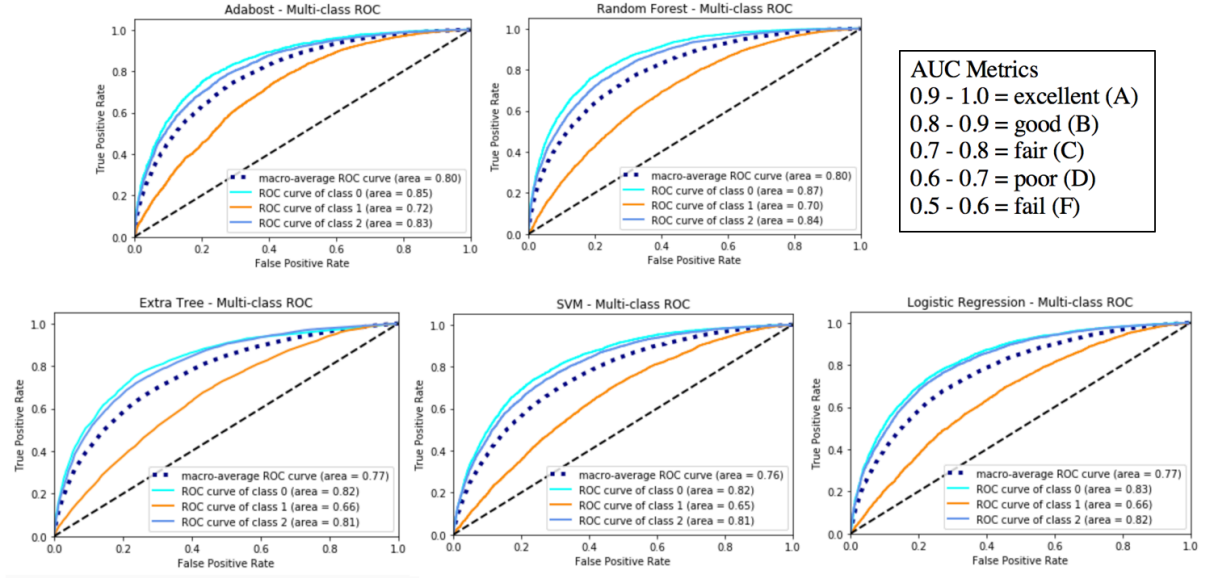 Adabost - Multi-class ROC
True Positive Rate
1.0
0.8
0.6
0.4
0.2
0.0
macro-average ROC curve (area = 0.80)
ROC curve of class 0 (area = 0.85)
ROC curve of class 1 (area = 0.72)
ROC curve of class 2 (area = 0.83)
0.0 0.2 0.4 0.6 0.8 1.0
False Positive Rate
Random Forest - Multi-class ROC
True Positive Rate
1.0
0.8
0.6
0.4
0.2
0.0
macro-average ROC curve (area = 0.80)
ROC curve of class 0 (area = 0.87)
ROC curve of class 1 (area = 0.70)
ROC curve of class 2 (area = 0.84)
0.0 0.2 0.4 0.6 0.8 1.0
False Positive Rate
AUC Metrics
0.9 - 1.0 = excellent (A)
0.8 - 0.9 = good (B)
0.7 - 0.8 = fair (C)
0.6 - 0.7 = poor (D)
0.5 - 0.6 = fail (F)
Extra Tree - Multi-class ROC
True Positive Rate
1.0
0.8
0.6
0.4
0.2
0.0
macro-average ROC curve (area = 0.77)
ROC curve of class 0 (area = 0.82)
ROC curve of class 1 (area = 0.66)
ROC curve of class 2 (area = 0.81)
0.0 0.2 0.4 0.6 0.8 1.0
False Positive Rate
SVM - Multi-class ROC
True Positive Rate
1.0
0.8
0.6
0.4
0.2
0.0
macro-average ROC curve (area = 0.76)
ROC curve of class 0 (area = 0.82)
ROC curve of class 1 (area = 0.65)
ROC curve of class 2 (area = 0.81)
0.0 0.2 0.4 0.6 0.8 1.0
False Positive Rate
Logistic Regression - Multi-class ROC
True Positive Rate
1.0
0.8
0.6
0.4
0.2
0.0
macro-average ROC curve (area = 0.77)
ROC curve of class 0 (area = 0.83)
ROC curve of class 1 (area = 0.66)
ROC curve of class 2 (area = 0.82)
0.0 0.2 0.4 0.6 0.8 1.0
False Positive Rate